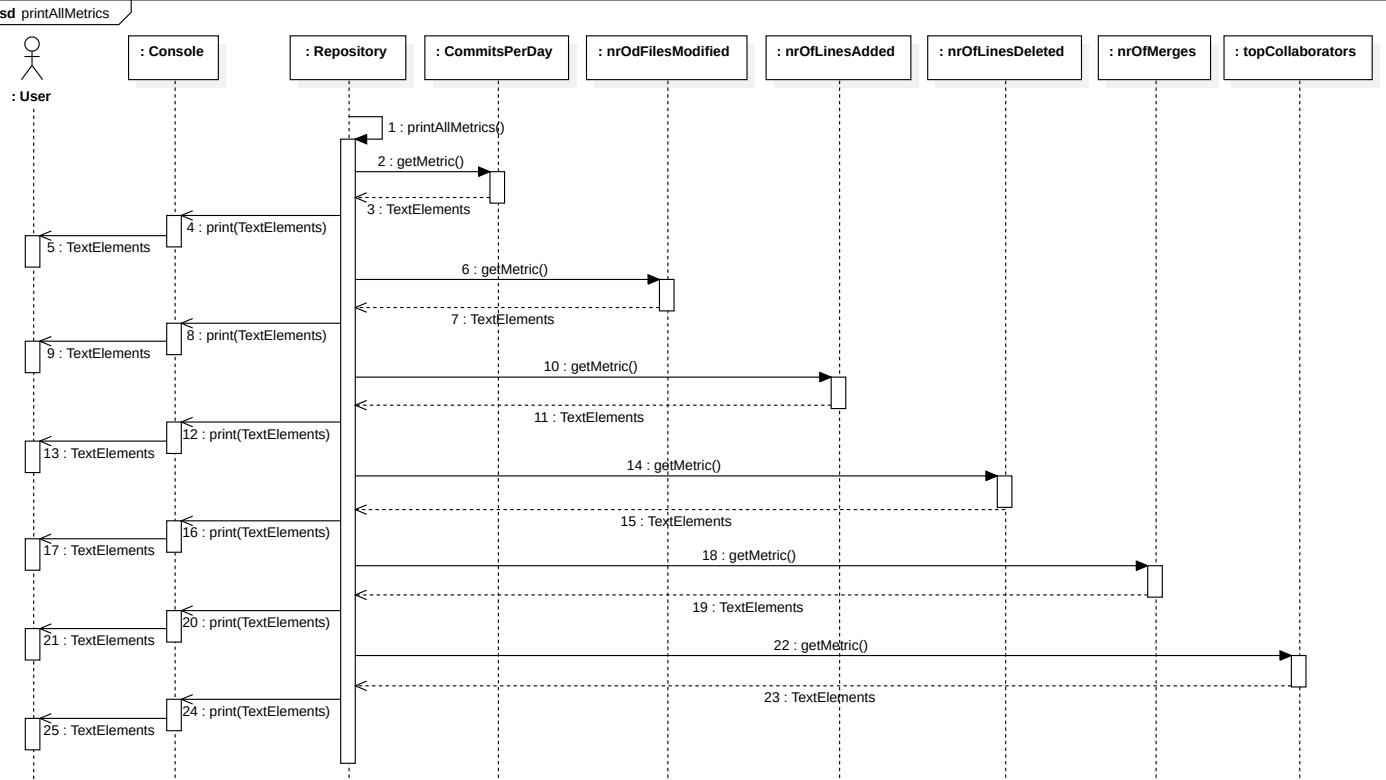 sd printAllMetrics
: User
: Console
: Repository
: CommitsPerDay
: nrOdFilesModified
: nrOfLinesAdded
: nrOfLinesDeleted
: nrOfMerges
: topCollaborators
1 : printAllMetrics()
2 : getMetric()
3 : TextElements
4 : print(TextElements)
5 : TextElements
6 : getMetric()
7 : TextElements
8 : print(TextElements)
9 : TextElements
10 : getMetric()
11 : TextElements
12 : print(TextElements)
13 : TextElements
14 : getMetric()
15 : TextElements
16 : print(TextElements)
17 : TextElements
18 : getMetric()
19 : TextElements
20 : print(TextElements)
21 : TextElements
22 : getMetric()
23 : TextElements
24 : print(TextElements)
25 : TextElements